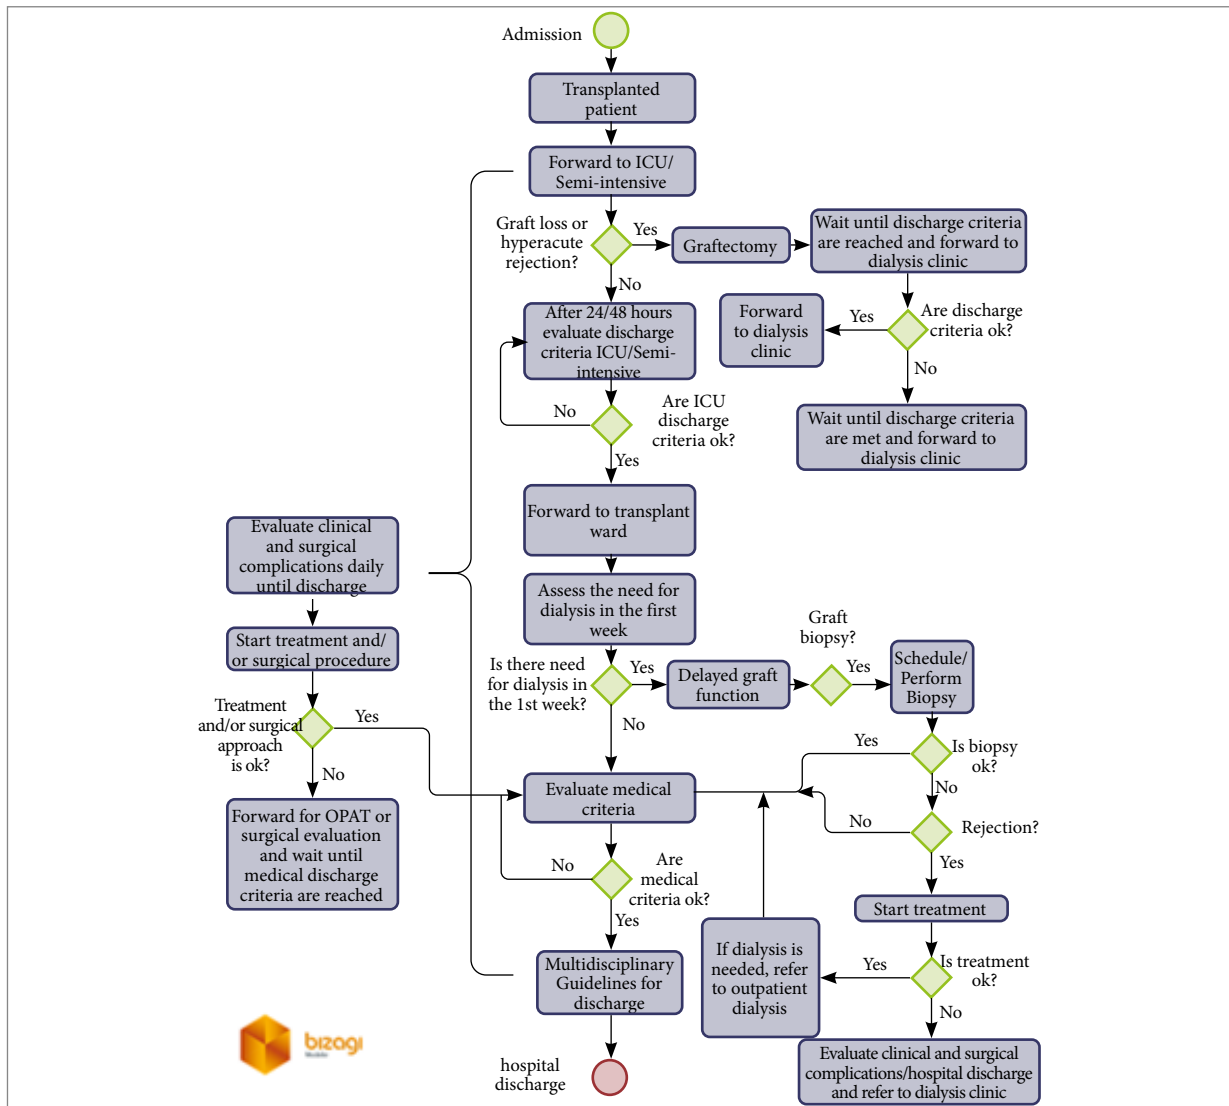 Admission
Transplanted
patient
Forward to ICU/
Semi-intensive
Graft loss or
hyperacute
rejection?
Yes
Graftectomy
Wait until discharge criteria
are reached and forward to
dialysis clinic
No
After 24/48 hours
evaluate discharge
criteria ICU/Semi-
intensive
Forward
to dialysis
clinic
Yes
Are discharge
criteria ok?
No
No
Are ICU
discharge
criteria ok?
Wait until discharge criteria
are met and forward to
dialysis clinic
Yes
Forward to transplant
ward
Evaluate clinical
and surgical
complications daily
until discharge
Assess the need for
dialysis in the first
week
Graft
biopsy?
Start treatment and/
or surgical procedure
Is there need
for dialysis in
the 1st week?
Yes
Delayed graft
function
Yes
Schedule/
Perform
Biopsy
Treatment
and/or surgical
approach
is ok?
Yes
No
Yes
Is biopsy
ok?
No
No
Evaluate medical
criteria
Forward for OPAT or
surgical evaluation
and wait until
medical discharge
criteria are reached
No
Rejection?
No
Are
medical
criteria ok?
Yes
Start treatment
Yes
If dialysis is
needed, refer
to outpatient
dialysis
Yes
Is treatment
ok?
Multidisciplinary
Guidelines for
discharge
No
bizagi
hospital
discharge
Evaluate clinical and surgical
complications/hospital discharge
and refer to dialysis clinic